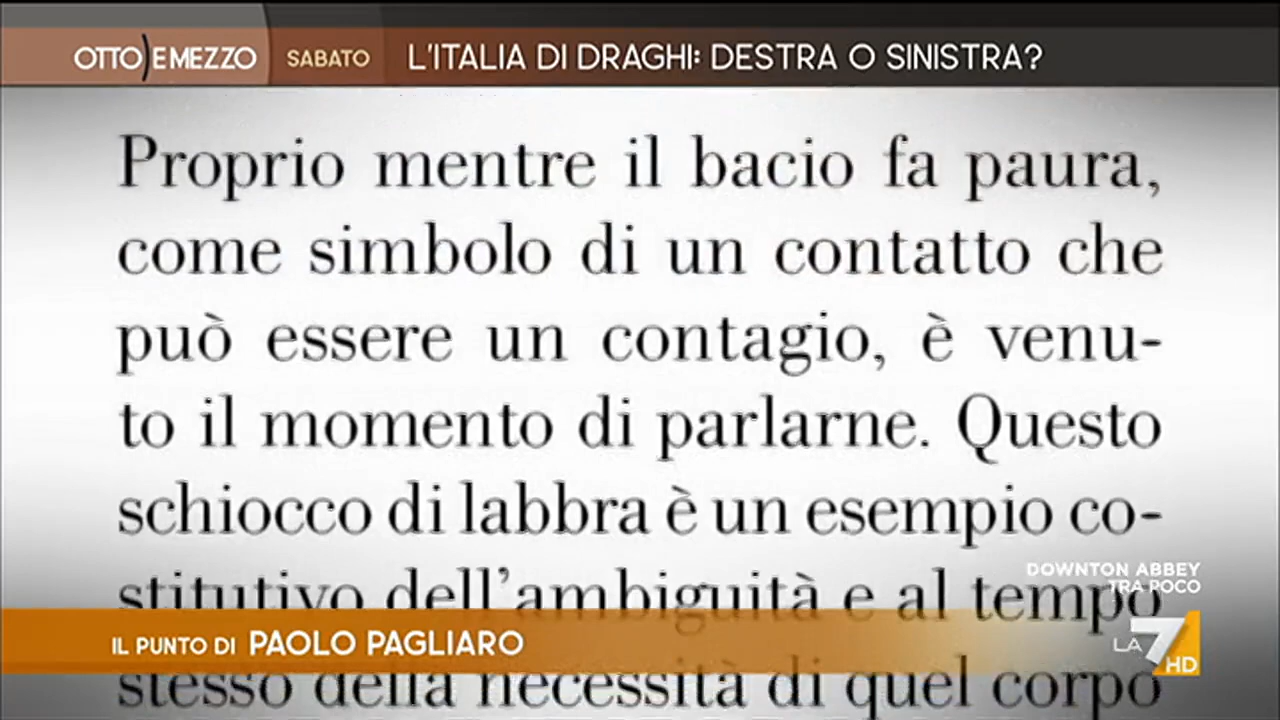 OTTO E MEZZO SABATO L'ITALIA DI DRAGHI: DESTRA O SINISTRA?
Proprio mentre il bacio fa paura,
come simbolo di un contatto che
può essere un contagio, è venu-
to il momento di parlarne. Questo
schiocco di labbra è un esempio co-
stitutivo dell'ambiguità e al tempo
DOWNTON ABBEY
TRA POCO
IL PUNTO DI PAOLO PAGLIARO
LA 7 HD
stesso della necessità di quel corpo